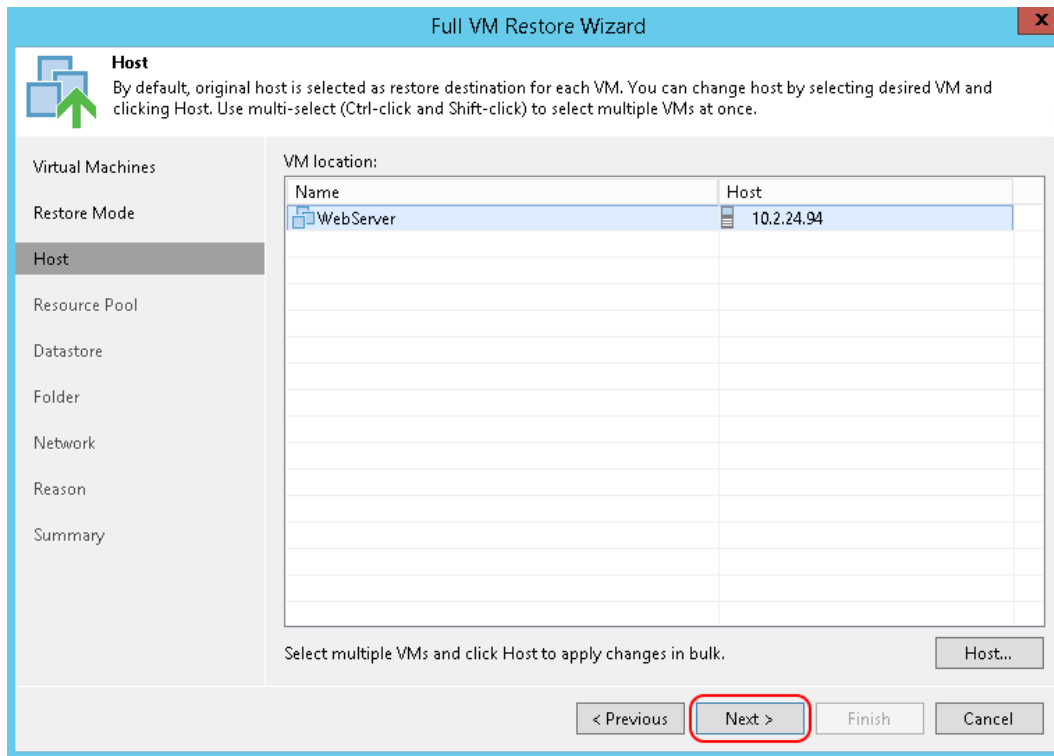 Full VM Restore Wizard
x
Host
By default, original host is selected as restore destination for each VM. You can change host by selecting desired VM and
clicking Host. Use multi-select (Ctrl-click and Shift-click) to select multiple VMs at once.
Virtual Machines
Restore Mode
Host
Resource Pool
Datastore
Folder
Network
Reason
Summary
VM location:
Name Host
WebServer 10.2.24.94
Select multiple VMs and click Host to apply changes in bulk. Host...
< Previous Next > Finish Cancel